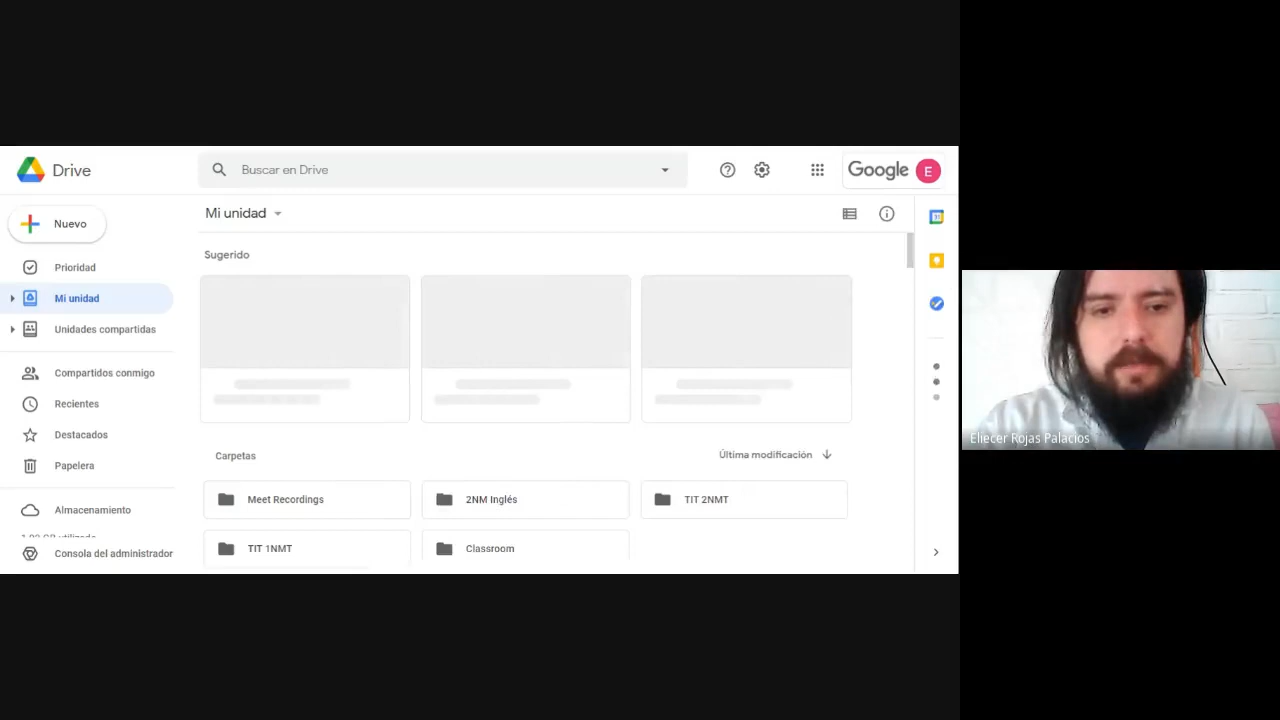 Drive
Buscar en Drive
Google E
Nuevo
Mi unidad
Prioridad
Mi unidad
Unidades compartidas
Compartidos conmigo
Recientes
Destacados
Papelera
Almacenamiento
Consola del administrador
Sugerido
Carpetas
Última modificación
Meet Recordings
2NM Inglés
TIT 2NMT
TIT 1NMT
Classroom
Eliecer Rojas Palacios